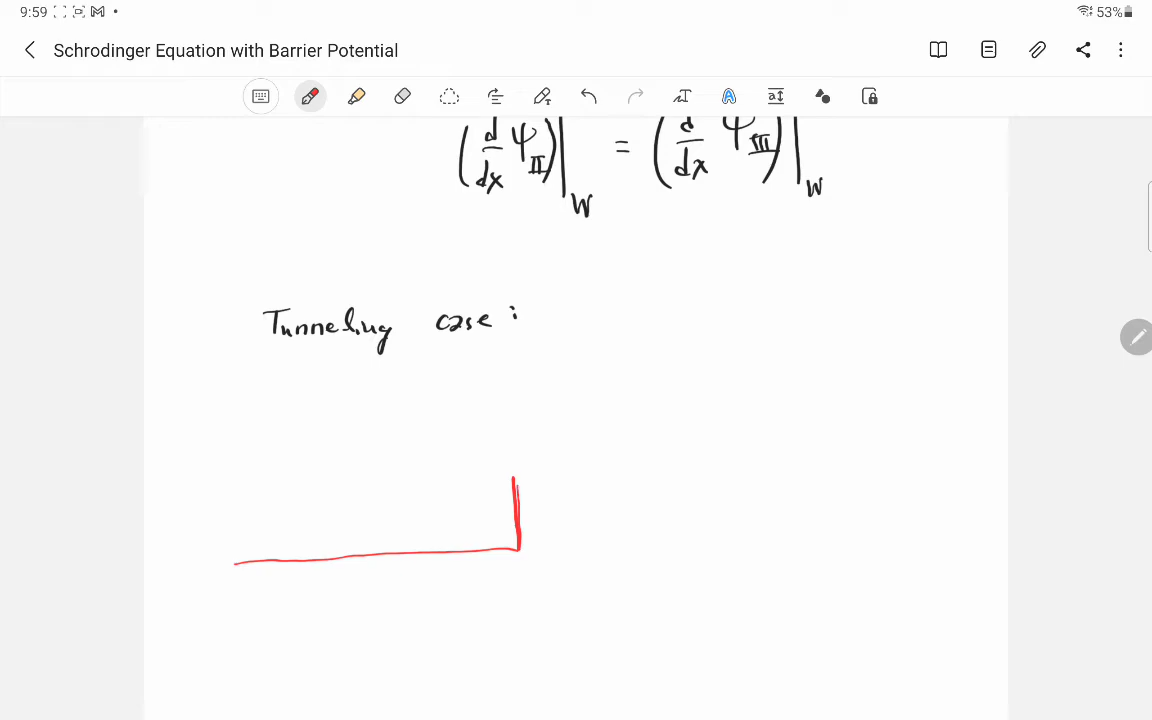 9:59
53%
Schrodinger Equation with Barrier Potential
(d/dx Ψ_II)|_W = (d/dx Ψ_III)|_W
Tunneling case :